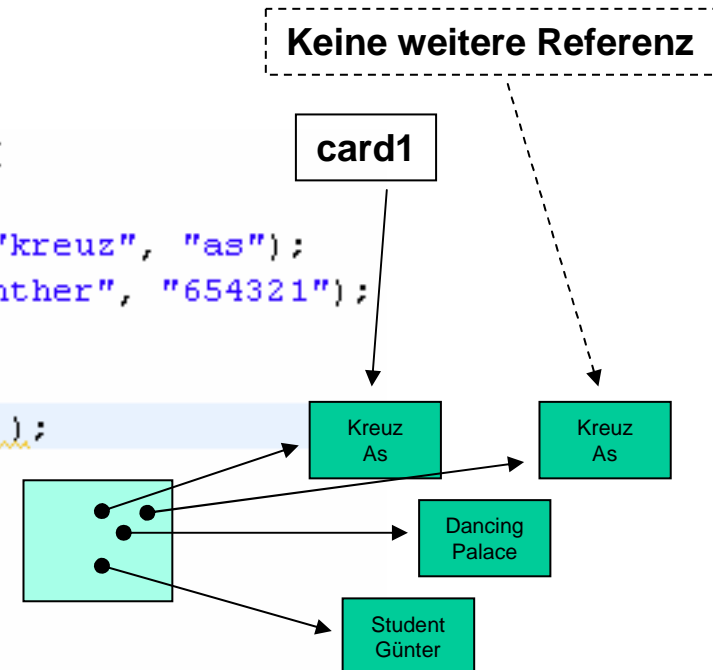 Keine weitere Referenz
card1
"kreuz", "as");
nther", "654321");
);
Kreuz
As
Kreuz
As
Dancing
Palace
Student
Günter